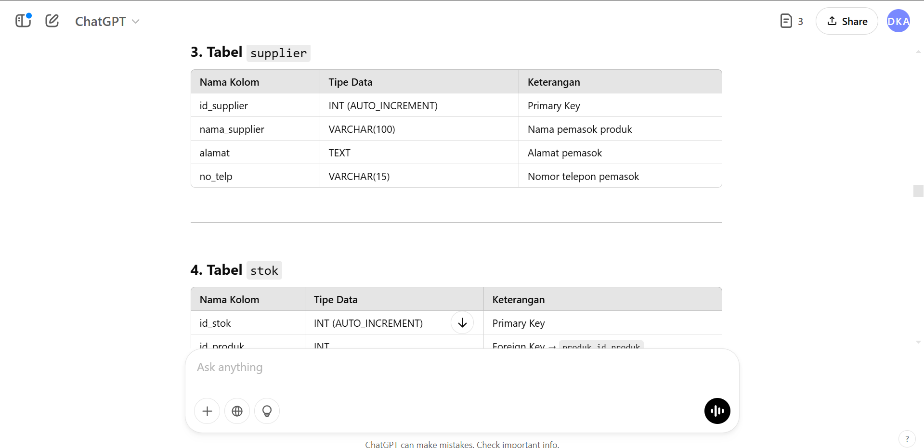 ChatGPT
3
Share
DKA
3. Tabel supplier
Nama Kolom Tipe Data Keterangan
id_supplier INT (AUTO_INCREMENT) Primary Key
nama_supplier VARCHAR(100) Nama pemasok produk
alamat TEXT Alamat pemasok
no_telp VARCHAR(15) Nomor telepon pemasok
4. Tabel stok
Nama Kolom Tipe Data Keterangan
id_stok INT (AUTO_INCREMENT) Primary Key
id_produk INT Foreign Key → produk.id_produk
Ask anything
ChatGPT can make mistakes. Check important info.
?